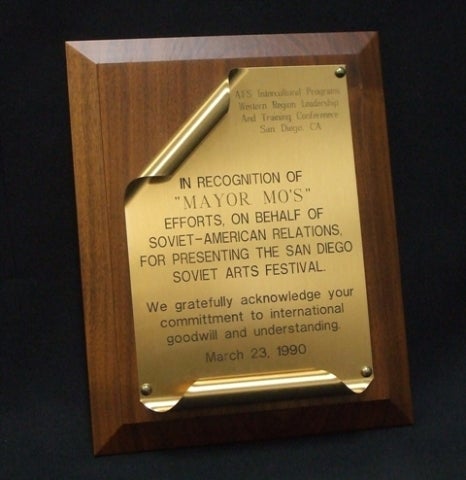 AFS Intercultural Programs
Western Region Leadership
And Training Conference
San Diego, CA
IN RECOGNITION OF
"MAYOR MO'S"
EFFORTS, ON BEHALF OF
SOVIET-AMERICAN RELATIONS,
FOR PRESENTING THE SAN DIEGO
SOVIET ARTS FESTIVAL.
We gratefully acknowledge your
committment to international
goodwill and understanding.
March 23, 1990